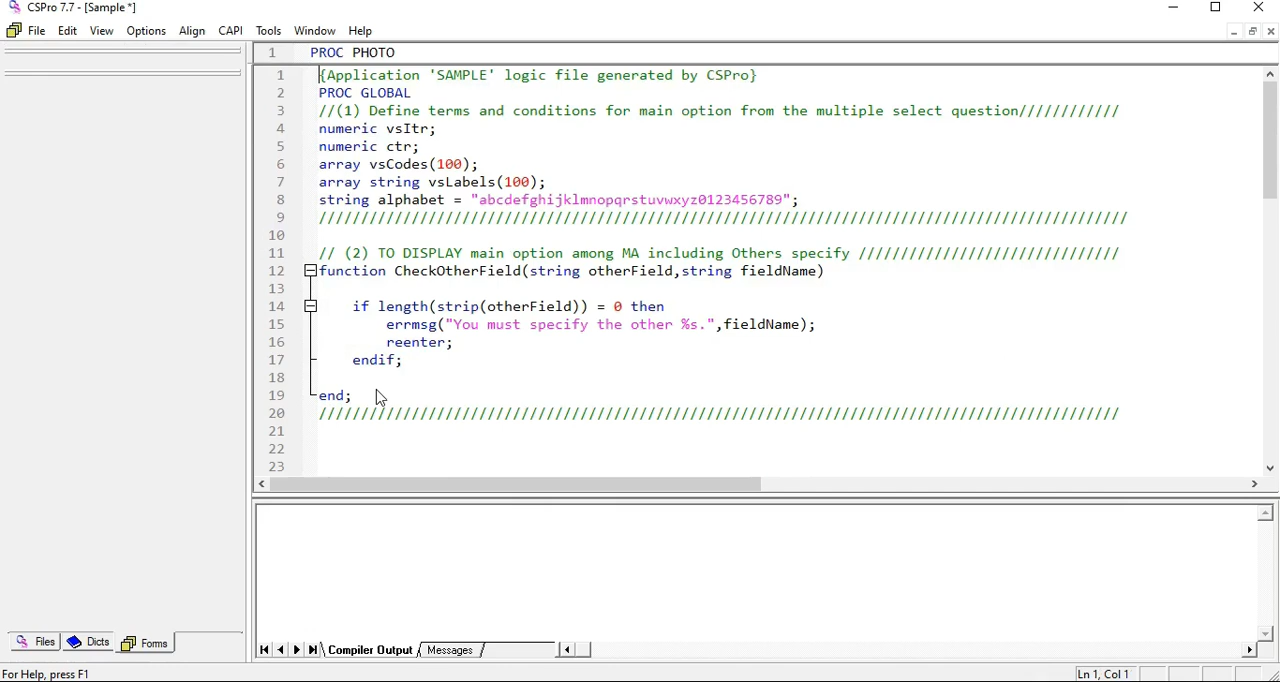 CSPro 7.7 - [Sample *]
File Edit View Options Align CAPI Tools Window Help
1 PROC PHOTO
1 {Application 'SAMPLE' logic file generated by CSPro}
2 PROC GLOBAL
3 //(1) Define terms and conditions for main option from the multiple select question////////////
4 numeric vsItr;
5 numeric ctr;
6 array vsCodes(100);
7 array string vsLabels(100);
8 string alphabet = "abcdefghijklmnopqrstuvwxyz0123456789";
9 ////////////////////////////////////////////////////////////////////////////////////////////////
10
11 // (2) TO DISPLAY main option among MA including Others specify ///////////////////////////////
12 function CheckOtherField(string otherField,string fieldName)
13
14 if length(strip(otherField)) = 0 then
15 errmsg("You must specify the other %s.",fieldName);
16 reenter;
17 endif;
18
19 end;
20 ///////////////////////////////////////////////////////////////////////////////////////////////
21
22
23
Files Dicts Forms
Compiler Output Messages
For Help, press F1
Ln 1, Col 1